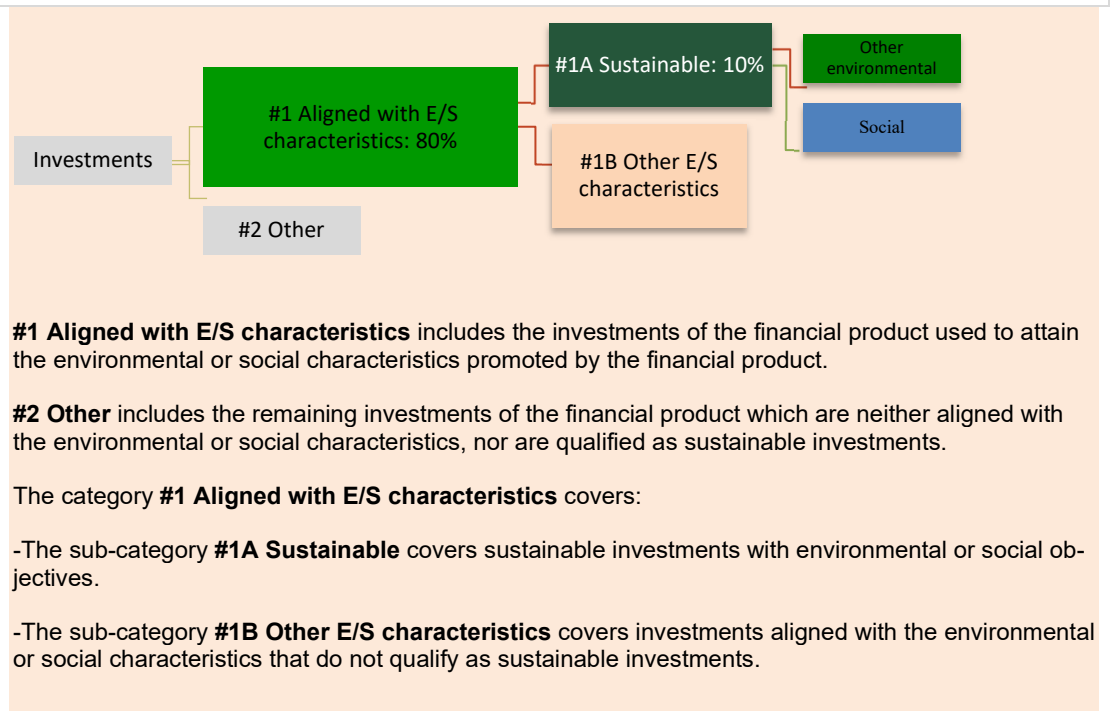 Investments
#1 Aligned with E/S
characteristics: 80%
#2 Other
#1A Sustainable: 10%
#1B Other E/S
characteristics
Other
environmental
Social
#1 Aligned with E/S characteristics includes the investments of the financial product used to attain
the environmental or social characteristics promoted by the financial product.
#2 Other includes the remaining investments of the financial product which are neither aligned with
the environmental or social characteristics, nor are qualified as sustainable investments.
The category #1 Aligned with E/S characteristics covers:
-The sub-category #1A Sustainable covers sustainable investments with environmental or social ob-
jectives.
-The sub-category #1B Other E/S characteristics covers investments aligned with the environmental
or social characteristics that do not qualify as sustainable investments.